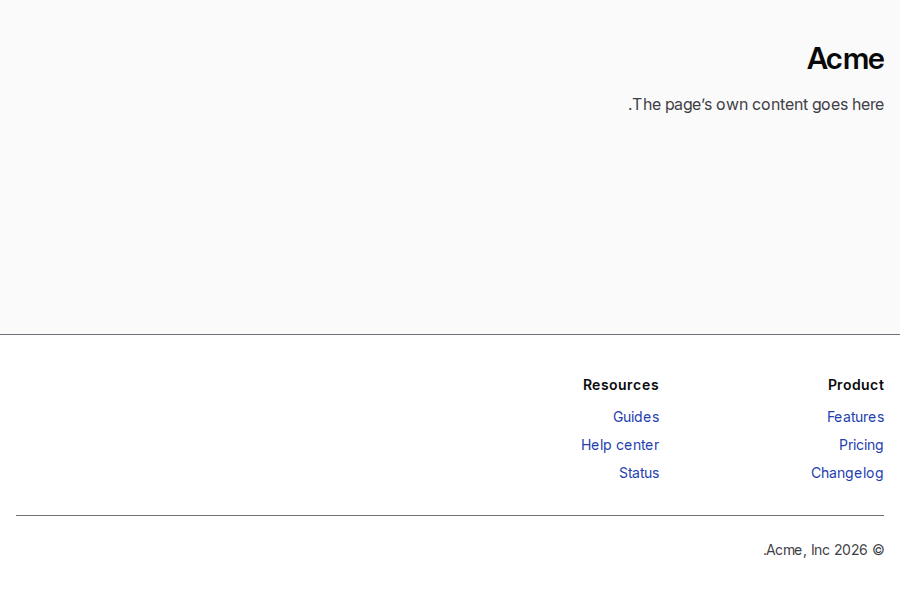 Acme
.The page's own content goes here
Product
Features
Pricing
Changelog
Resources
Guides
Help center
Status
.Acme, Inc 2026 ©